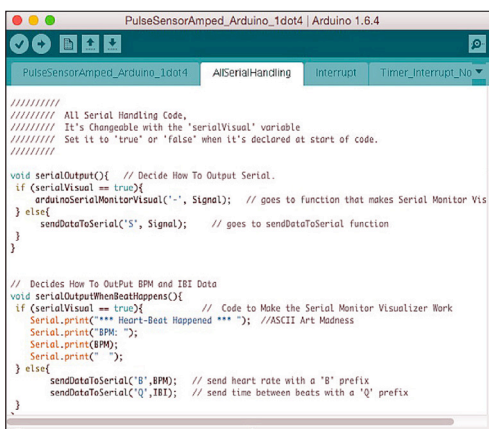 PulseSensorAmped_Arduino_1dot4 | Arduino 1.6.4
PulseSensorAmped_Arduino_1dot4 AllSerialHandling Interrupt Timer_Interrupt_No
//////////
///////// All Serial Handling Code,
///////// It's Changeable with the 'serialVisual' variable
///////// Set it to 'true' or 'false' when it's declared at start of code.
/////////
void serialOutput(){ // Decide How To Output Serial.
if (serialVisual == true){
arduinoSerialMonitorVisual('-', Signal); // goes to function that makes Serial Monitor Vis
} else{
sendDataToSerial('S', Signal); // goes to sendDataToSerial function
}
}
// Decides How To OutPut BPM and IBI Data
void serialOutputWhenBeatHappens(){
if (serialVisual == true){ // Code to Make the Serial Monitor Visualizer Work
Serial.print("*** Heart-Beat Happened *** "); //ASCII Art Madness
Serial.print("BPM: ");
Serial.print(BPM);
Serial.print("  ");
} else{
sendDataToSerial('B',BPM); // send heart rate with a 'B' prefix
sendDataToSerial('Q',IBI); // send time between beats with a 'Q' prefix
}